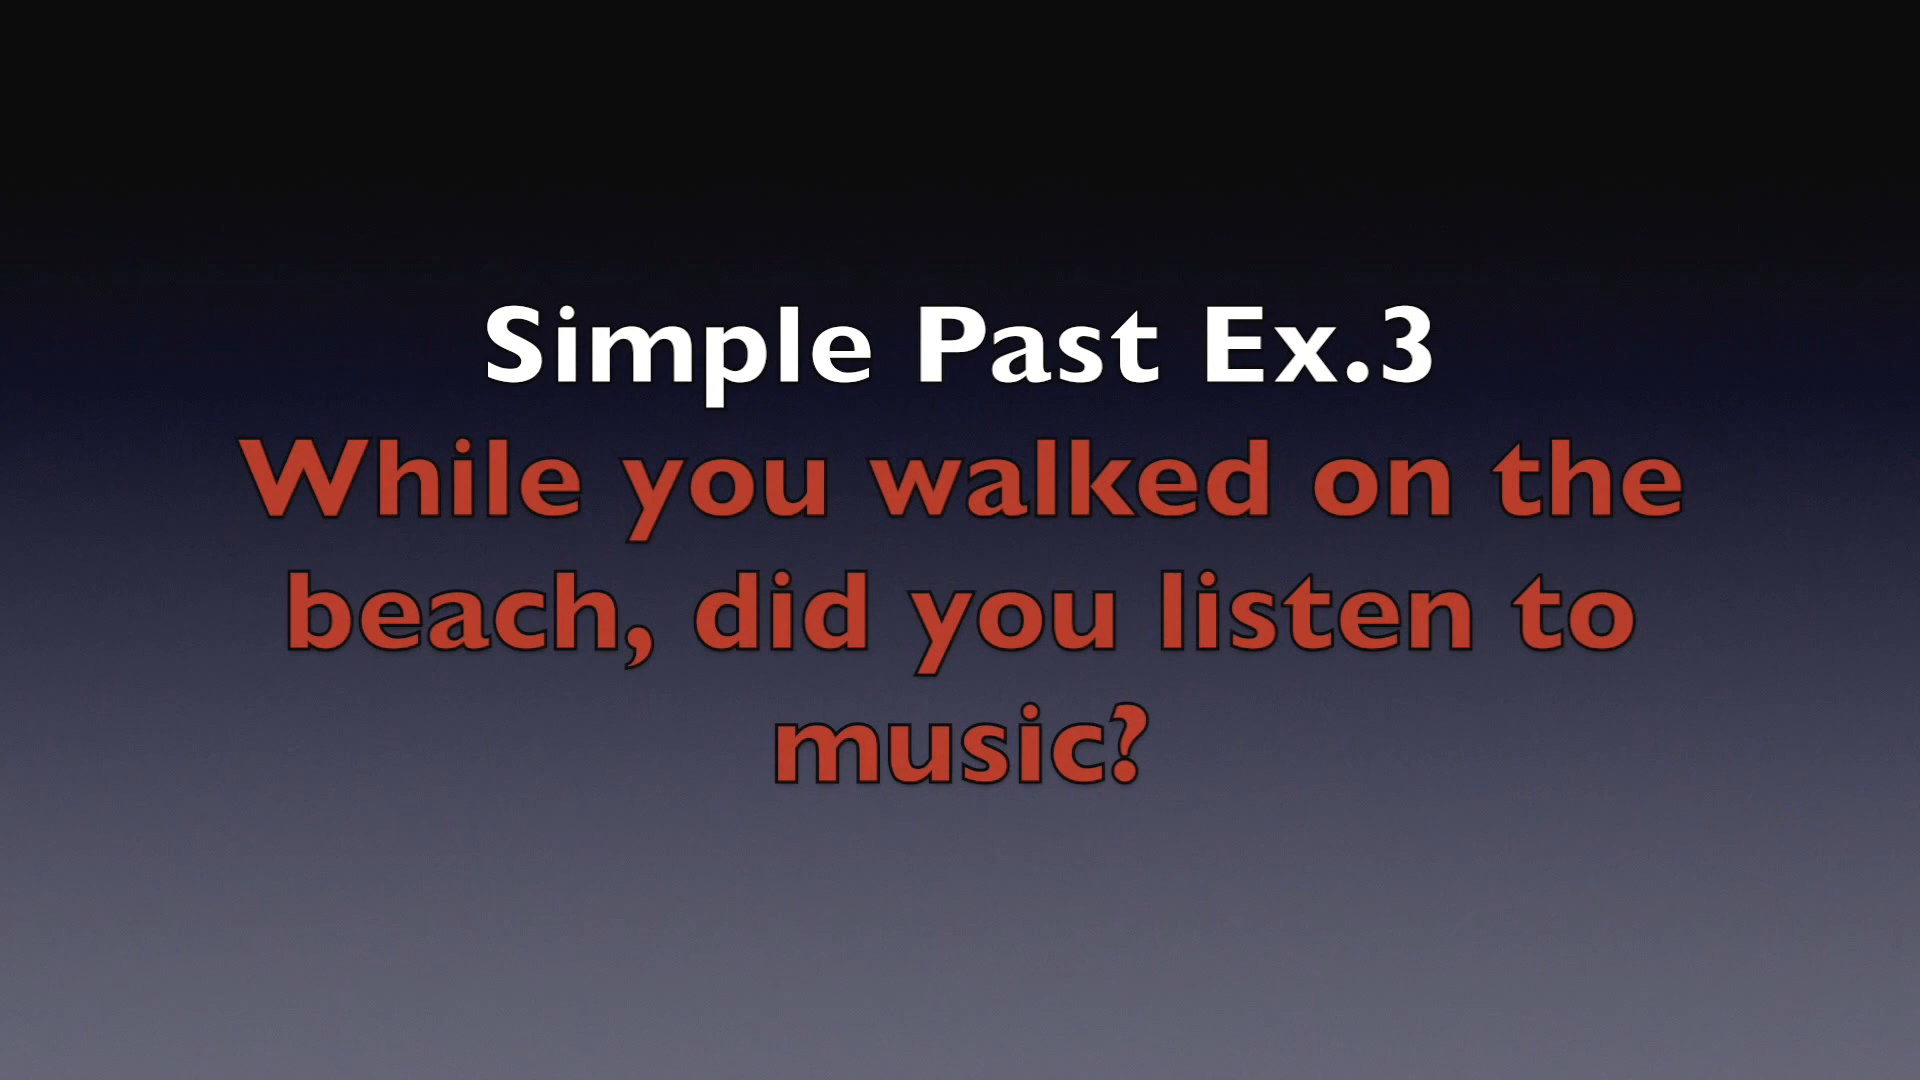 Simple Past Ex.3
While you walked on the
beach, did you listen to
music?